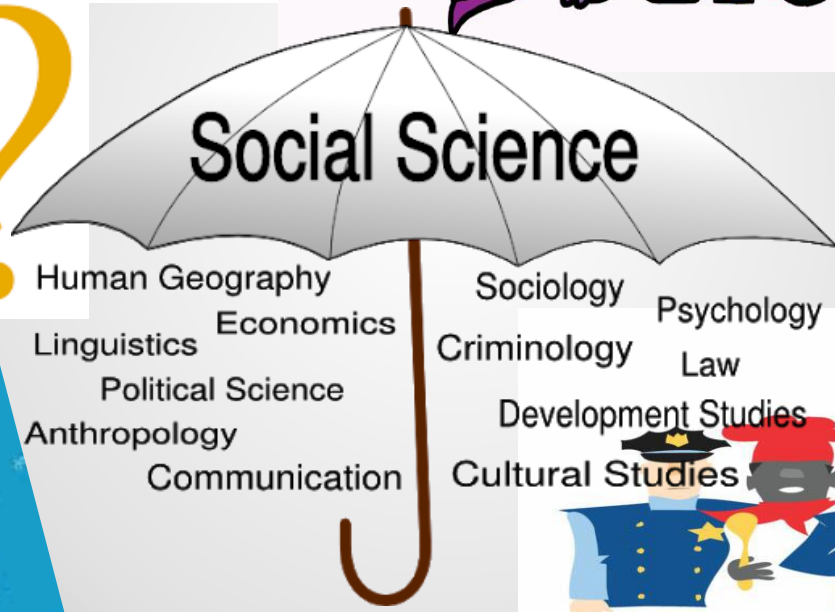 ?
Social Science
Human Geography
Economics
Linguistics
Political Science
Anthropology
Communication
Sociology
Psychology
Criminology
Law
Development Studies
Cultural Studies